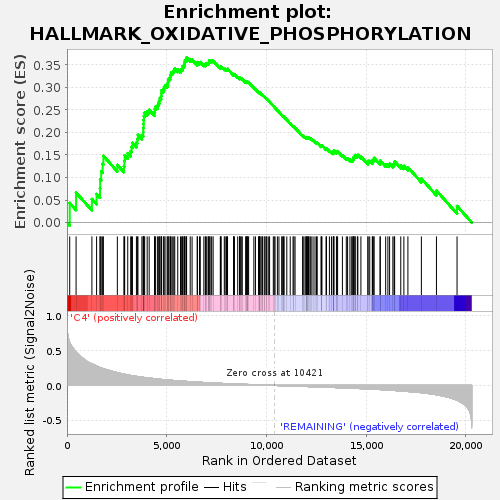 Enrichment plot:
HALLMARK_OXIDATIVE_PHOSPHORYLATION
Enrichment score (ES)
0.35
0.30
0.25
0.20
0.15
0.10
0.05
0.00
Ranked list metric (Signal2Noise)
1.0
0.5
0.0
-0.5
'C4' (positively correlated)
Zero cross at 10421
'REMAINING' (negatively correlated)
0
5,000
10,000
15,000
20,000
Rank in Ordered Dataset
Enrichment profile
Hits
Ranking metric scores